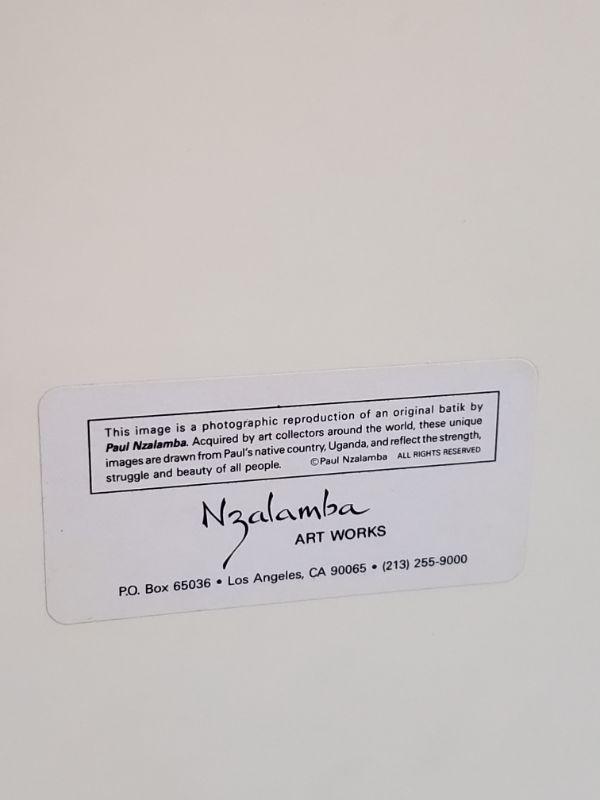 This image is a photographic reproduction of an original batik by
Paul Nzalamba. Acquired by art collectors around the world, these unique
images are drawn from Paul's native country, Uganda, and reflect the strength,
struggle and beauty of all people. ©Paul Nzalamba ALL RIGHTS RESERVED
Nzalamba
ART WORKS
P.O. Box 65036 • Los Angeles, CA 90065 • (213) 255-9000